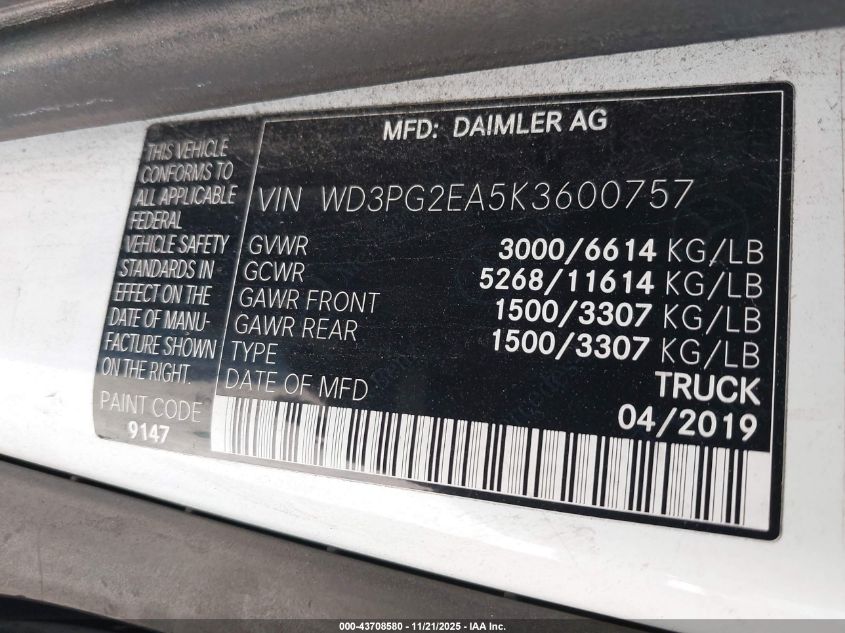 MFD: DAIMLER AG
THIS VEHICLE
CONFORMS TO
ALL APPLICABLE
FEDERAL
VEHICLE SAFETY
STANDARDS IN
EFFECT ON THE
DATE OF MANU-
FACTURE SHOWN
ON THE RIGHT.
PAINT CODE
9147
VIN WD3PG2EA5K3600757
GVWR 3000/6614 KG/LB
GCWR 5268/11614 KG/LB
GAWR FRONT 1500/3307 KG/LB
GAWR REAR 1500/3307 KG/LB
TYPE TRUCK
DATE OF MFD 04/2019
000-43708580 - 11/21/2025 - IAA Inc.